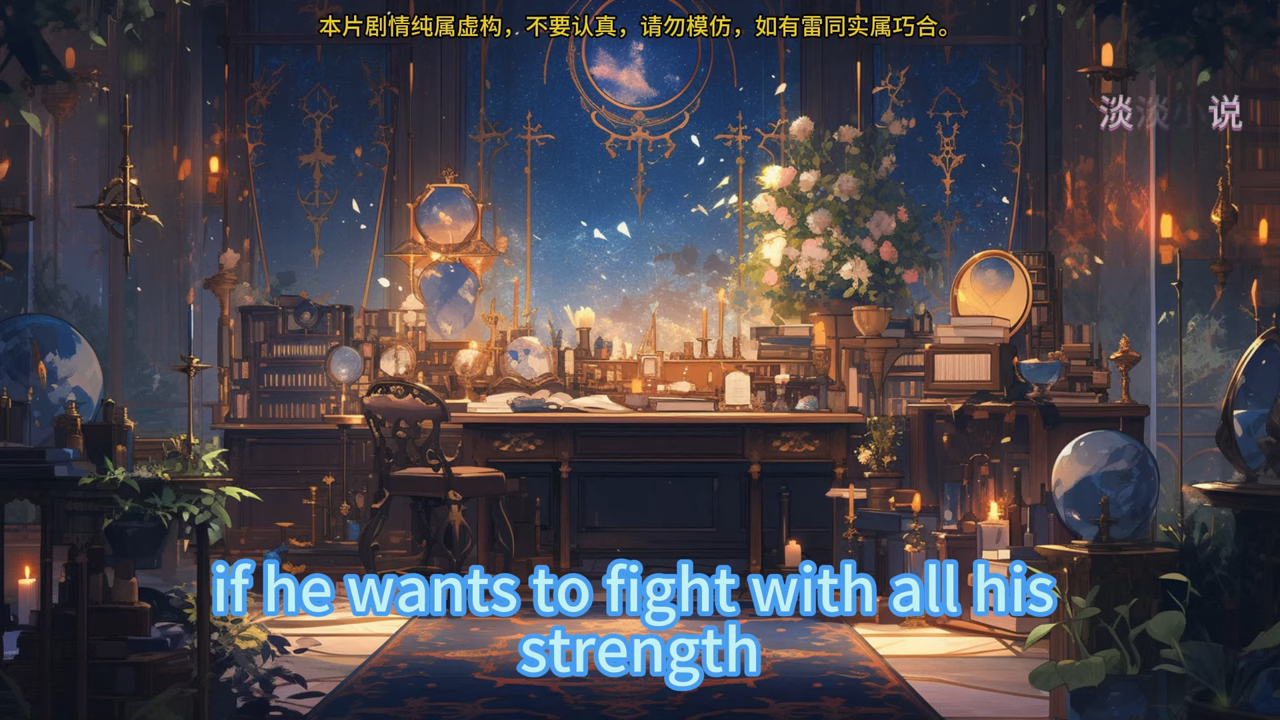 本片剧情纯属虚构，不要认真，请勿模仿，如有雷同实属巧合。
淡淡小说
if he wants to fight with all his
strength